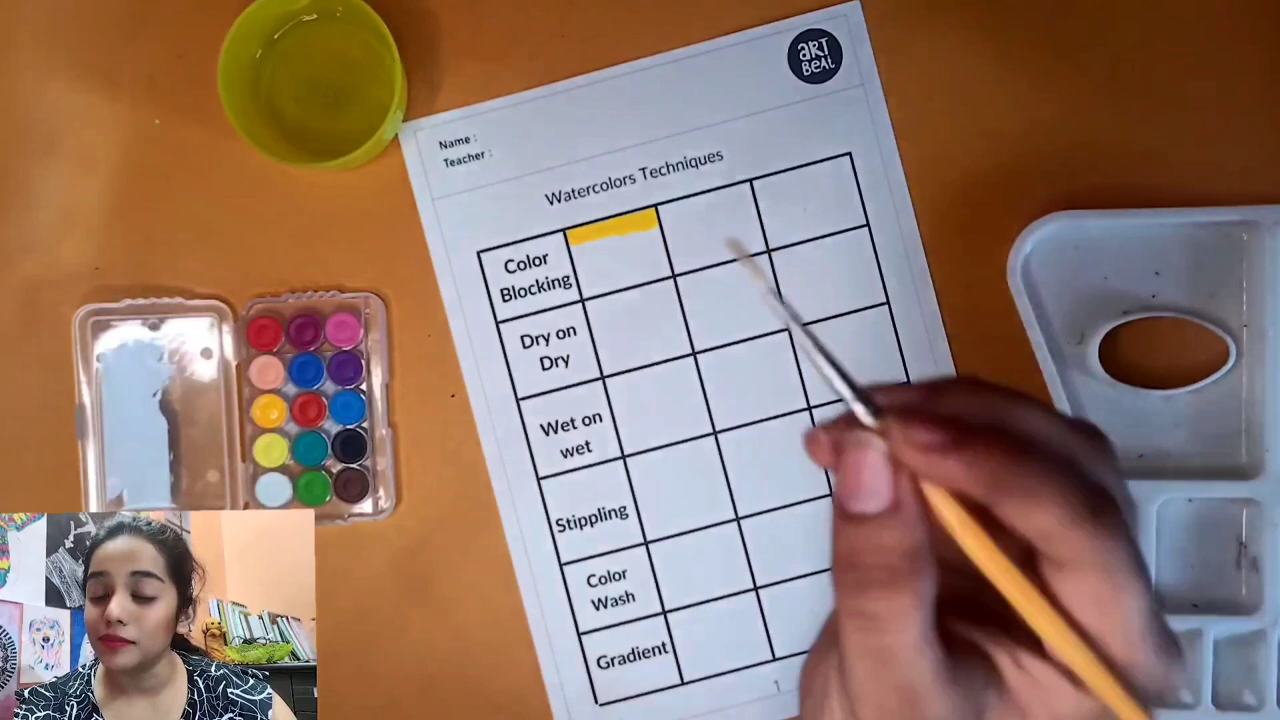 ART
BEAT
Name :
Teacher :
Watercolors Techniques
Color
Blocking
Dry on
Dry
Wet on
wet
Stippling
Color
Wash
Gradient
1